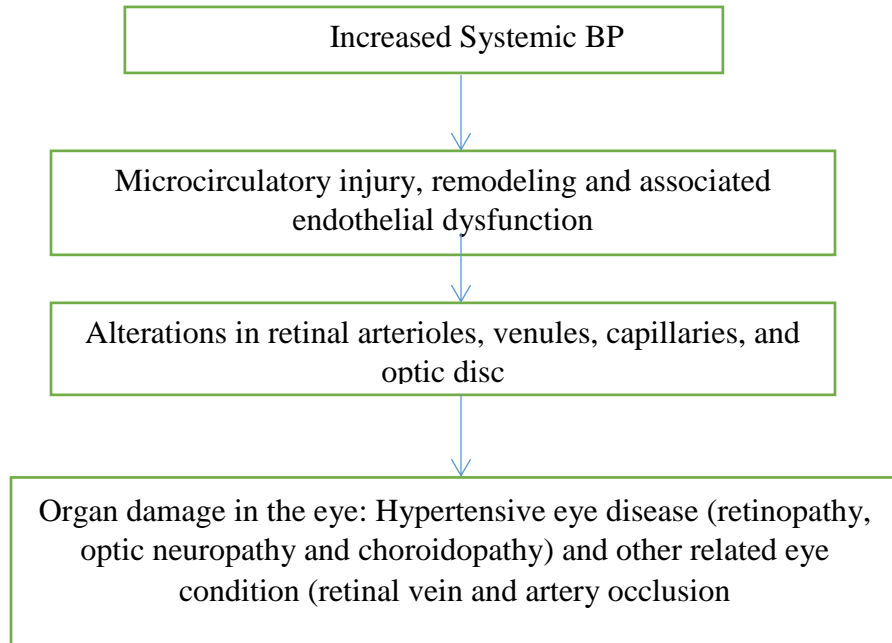 Increased Systemic BP
Microcirculatory injury, remodeling and associated
endothelial dysfunction
Alterations in retinal arterioles, venules, capillaries, and
optic disc
Organ damage in the eye: Hypertensive eye disease (retinopathy,
optic neuropathy and choroidopathy) and other related eye
condition (retinal vein and artery occlusion